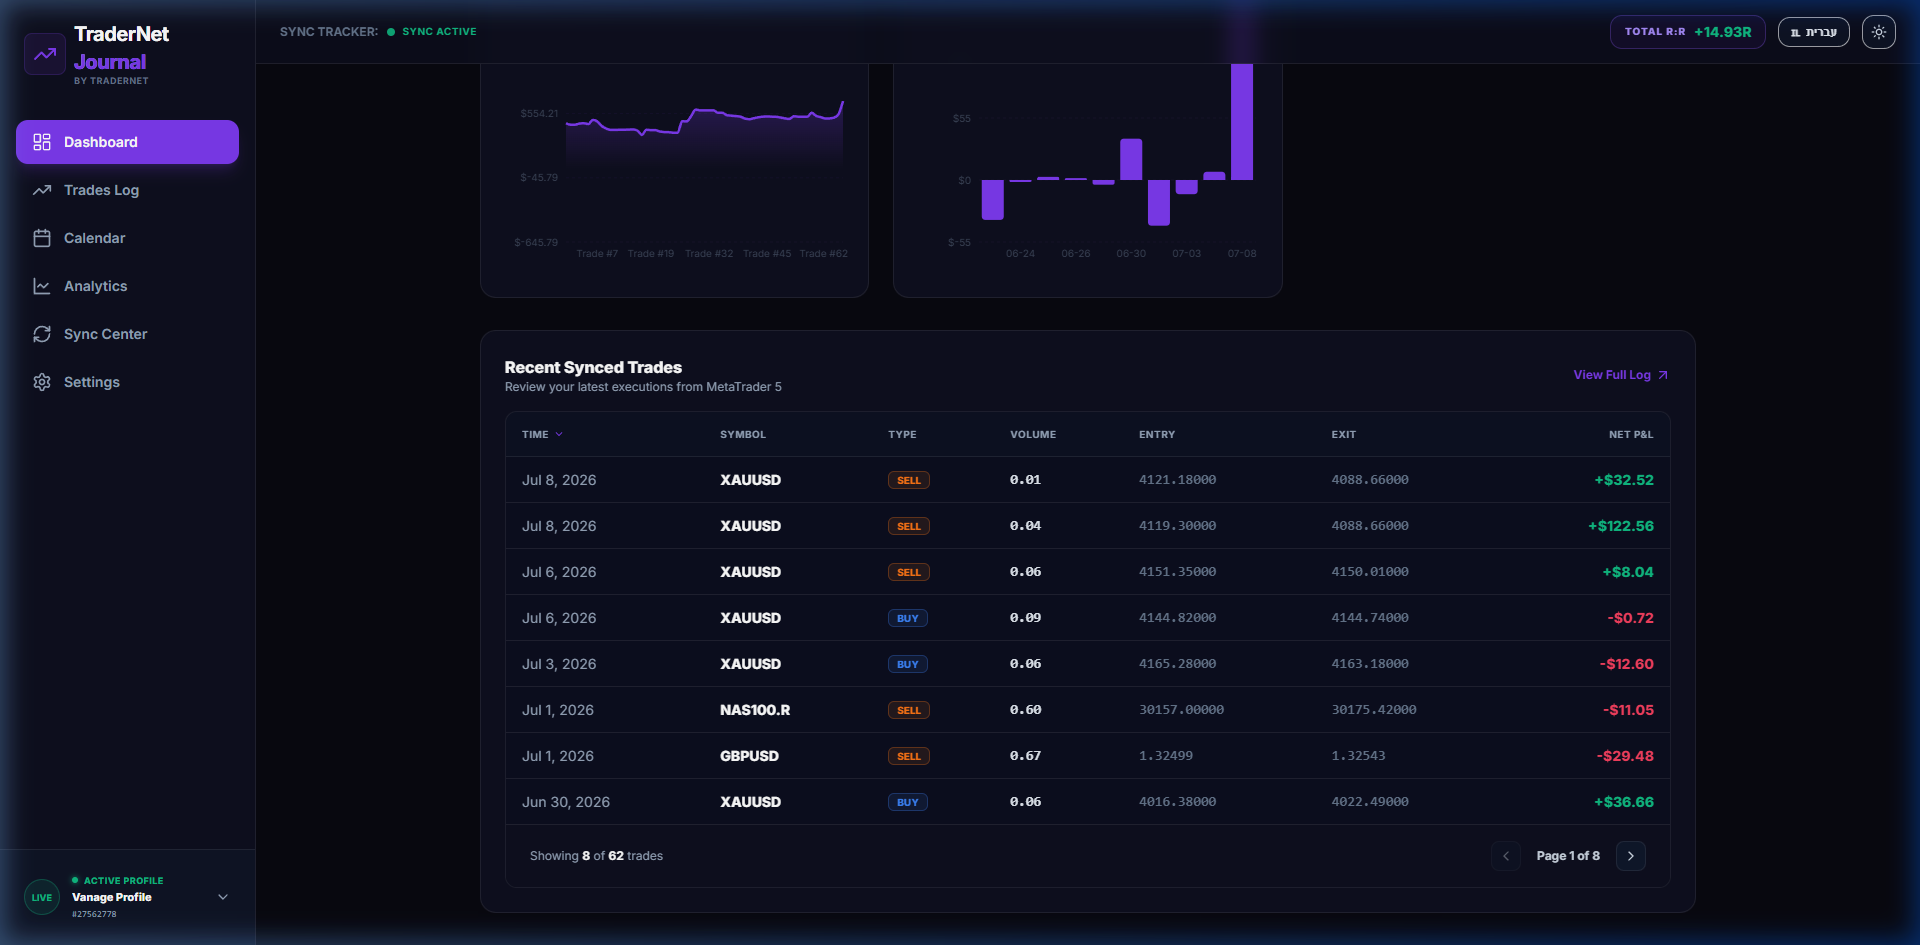 TraderNet
Journal
BY TRADERNET
SYNC TRACKER: SYNC ACTIVE
TOTAL R:R +14.93R
IL עברית
Dashboard
Trades Log
Calendar
Analytics
Sync Center
Settings
$554.21
$-45.79
$-645.79
Trade #7 Trade #19 Trade #32 Trade #45 Trade #62
$55
$0
$-55
06-24 06-26 06-30 07-03 07-08
Recent Synced Trades
Review your latest executions from MetaTrader 5
View Full Log
TIME SYMBOL TYPE VOLUME ENTRY EXIT NET P&L
Jul 8, 2026 XAUUSD SELL 0.01 4121.18000 4088.66000 +$32.52
Jul 8, 2026 XAUUSD SELL 0.04 4119.30000 4088.66000 +$122.56
Jul 6, 2026 XAUUSD SELL 0.06 4151.35000 4150.01000 +$8.04
Jul 6, 2026 XAUUSD BUY 0.09 4144.82000 4144.74000 -$0.72
Jul 3, 2026 XAUUSD BUY 0.06 4165.28000 4163.18000 -$12.60
Jul 1, 2026 NAS100.R SELL 0.60 30157.00000 30175.42000 -$11.05
Jul 1, 2026 GBPUSD SELL 0.67 1.32499 1.32543 -$29.48
Jun 30, 2026 XAUUSD BUY 0.06 4016.38000 4022.49000 +$36.66
Showing 8 of 62 trades
Page 1 of 8
LIVE
ACTIVE PROFILE
Vanage Profile
#27562778